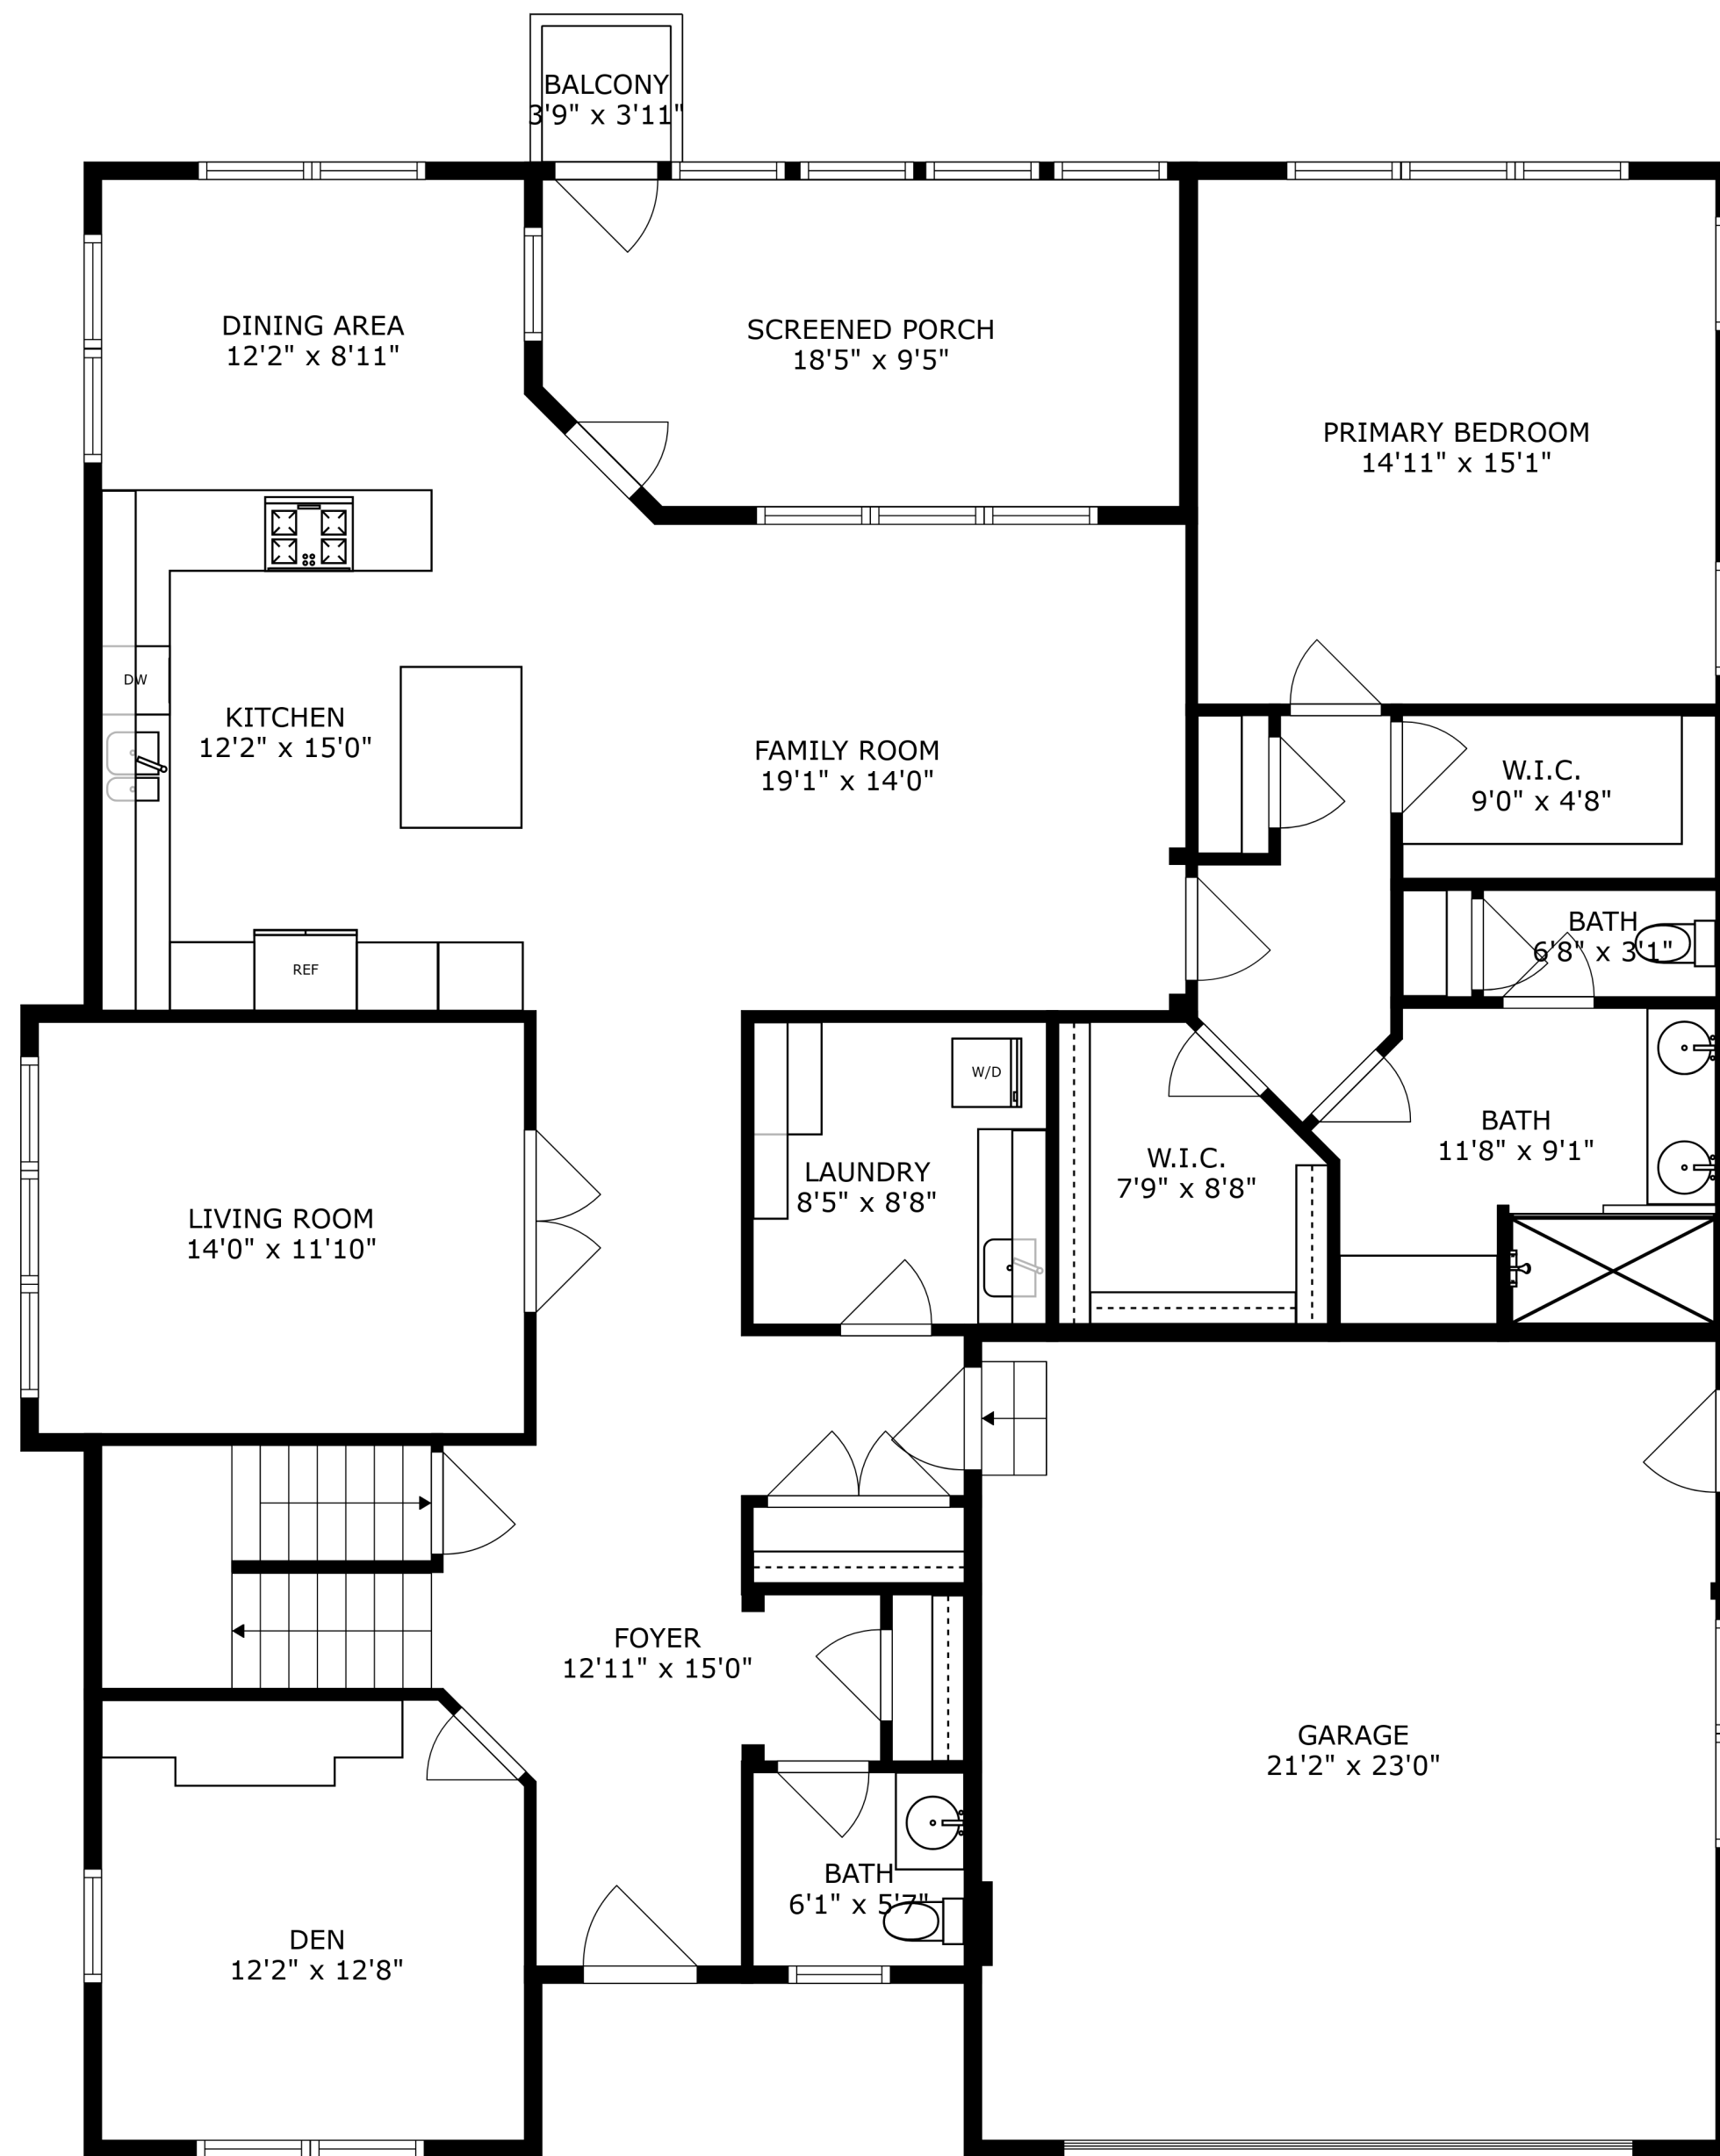 BALCONY
3'9" x 3'11"
DINING AREA
12'2" x 8'11"
SCREENED PORCH
18'5" x 9'5"
PRIMARY BEDROOM
14'11" x 15'1"
DW
KITCHEN
12'2" x 15'0"
FAMILY ROOM
19'1" x 14'0"
W.I.C.
9'0" x 4'8"
BATH
6'8" x 3'1"
REF
W/D
BATH
11'8" x 9'1"
LAUNDRY
8'5" x 8'8"
W.I.C.
7'9" x 8'8"
LIVING ROOM
14'0" x 11'10"
FOYER
12'11" x 15'0"
GARAGE
21'2" x 23'0"
BATH
6'1" x 5'7"
DEN
12'2" x 12'8"